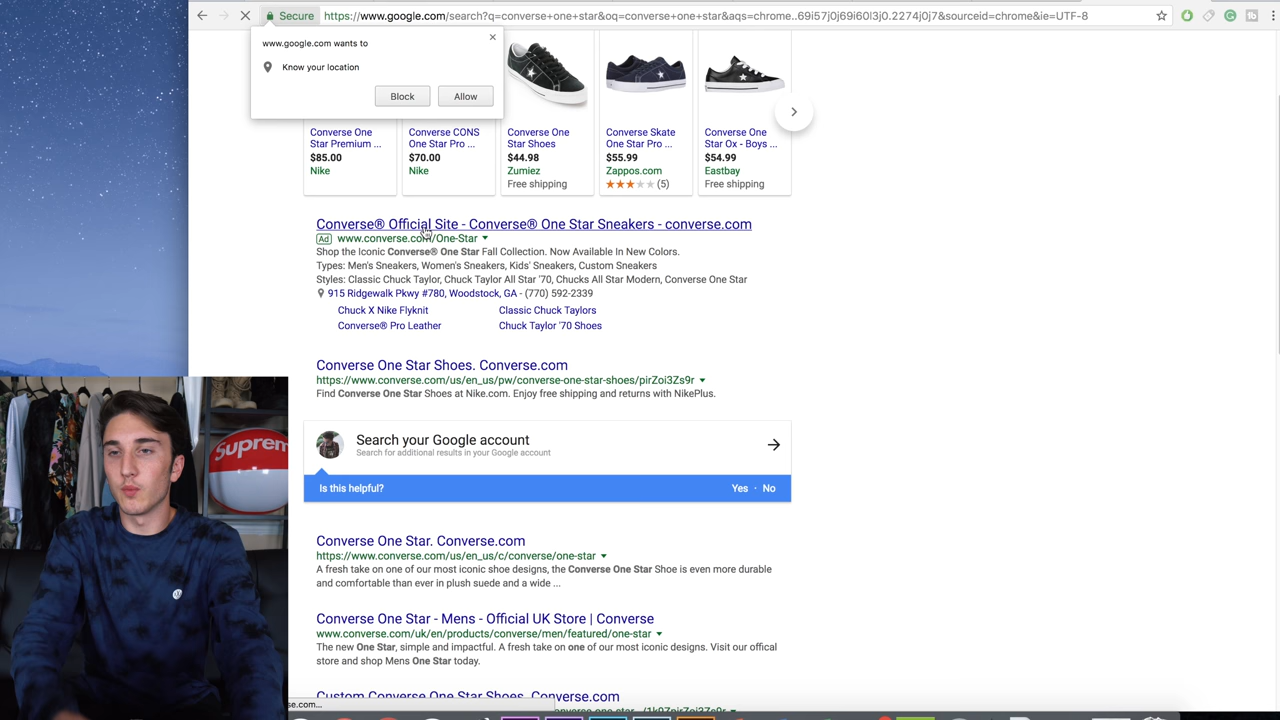 Secure
https://www.google.com/search?q=converse+one+star&oq=converse+one+star&aqs=chrome..69i57j0j69i60l3j0.2274j0j7&sourceid=chrome&ie=UTF-8
www.google.com wants to
Know your location
Block
Allow
Converse One
Star Premium ...
$85.00
Nike
Converse CONS
One Star Pro ...
$70.00
Nike
Converse One
Star Shoes
$44.98
Zumiez
Free shipping
Converse Skate
One Star Pro ...
$55.99
Zappos.com
(5)
Converse One
Star Ox - Boys ...
$54.99
Eastbay
Free shipping
Converse® Official Site - Converse® One Star Sneakers - converse.com
Ad www.converse.com/One-Star
Shop the Iconic Converse® One Star Fall Collection. Now Available In New Colors.
Types: Men's Sneakers, Women's Sneakers, Kids' Sneakers, Custom Sneakers
Styles: Classic Chuck Taylor, Chuck Taylor All Star '70, Chucks All Star Modern, Converse One Star
915 Ridgewalk Pkwy #780, Woodstock, GA - (770) 592-2339
Chuck X Nike Flyknit
Classic Chuck Taylors
Converse® Pro Leather
Chuck Taylor '70 Shoes
Converse One Star Shoes. Converse.com
https://www.converse.com/us/en_us/pw/converse-one-star-shoes/pirZoi3Zs9r
Find Converse One Star Shoes at Nike.com. Enjoy free shipping and returns with NikePlus.
Search your Google account
Search for additional results in your Google account
Is this helpful?
Yes · No
Converse One Star. Converse.com
https://www.converse.com/us/en_us/c/converse/one-star
A fresh take on one of our most iconic shoe designs, the Converse One Star Shoe is even more durable
and comfortable than ever in plush suede and a wide ...
Converse One Star - Mens - Official UK Store | Converse
www.converse.com/uk/en/products/converse/men/featured/one-star
The new One Star, simple and impactful. A fresh take on one of our most iconic designs. Visit our offical
store and shop Mens One Star today.
Custom Converse One Star Shoes. Converse.com
se.com...
Suprem